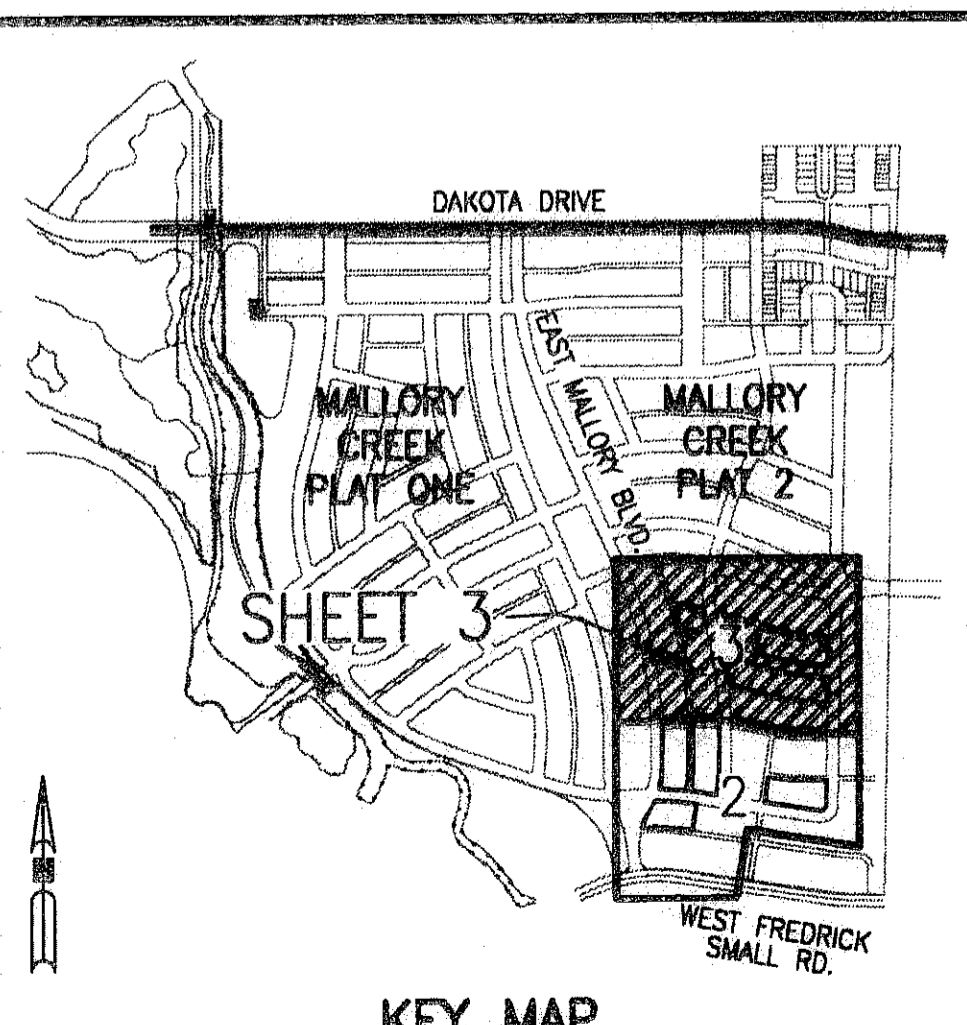 DAKOTA DRIVE
EAST MALLORY BLVD.
MALLORY
CREEK
PLAT ONE
MALLORY
CREEK
PLAT 2
SHEET 3
3
2
WEST FREDRICK
SMALL RD.
KEY MAP